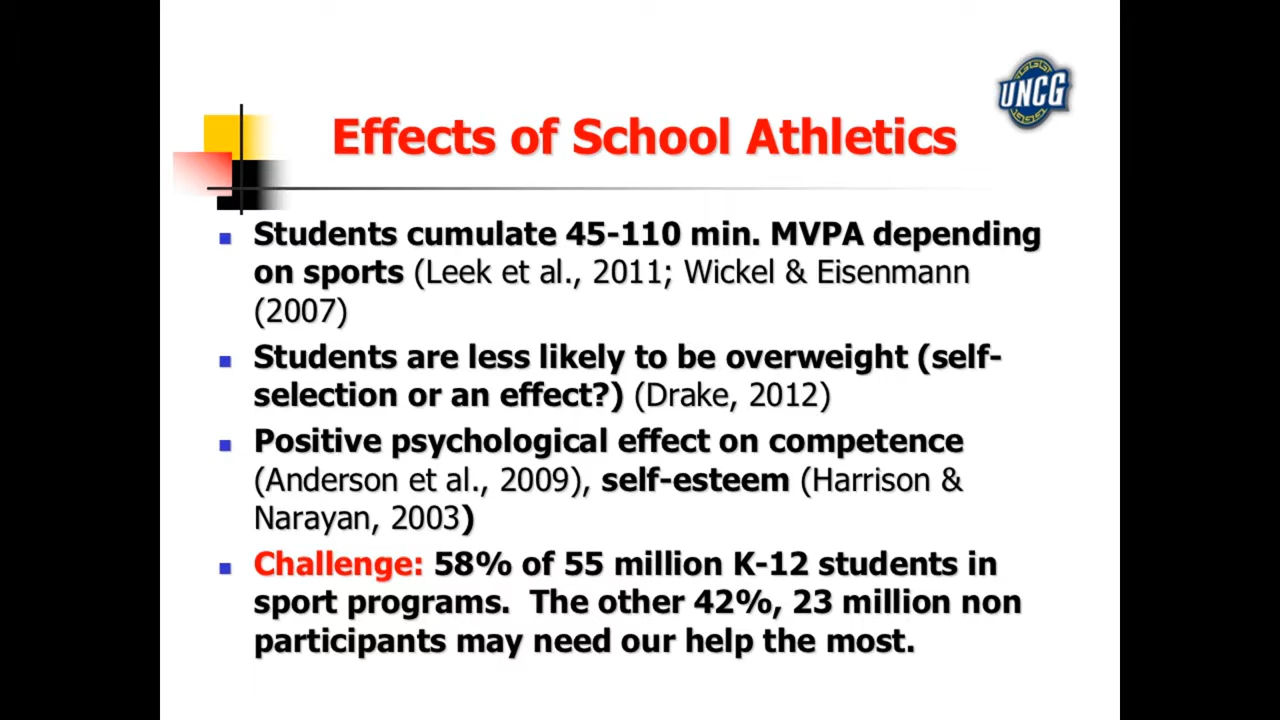 UNCG
Effects of School Athletics
Students cumulate 45-110 min. MVPA depending
on sports (Leek et al., 2011; Wickel & Eisenmann
(2007)
Students are less likely to be overweight (self-
selection or an effect?) (Drake, 2012)
Positive psychological effect on competence
(Anderson et al., 2009), self-esteem (Harrison &
Narayan, 2003)
Challenge: 58% of 55 million K-12 students in
sport programs.  The other 42%, 23 million non
participants may need our help the most.